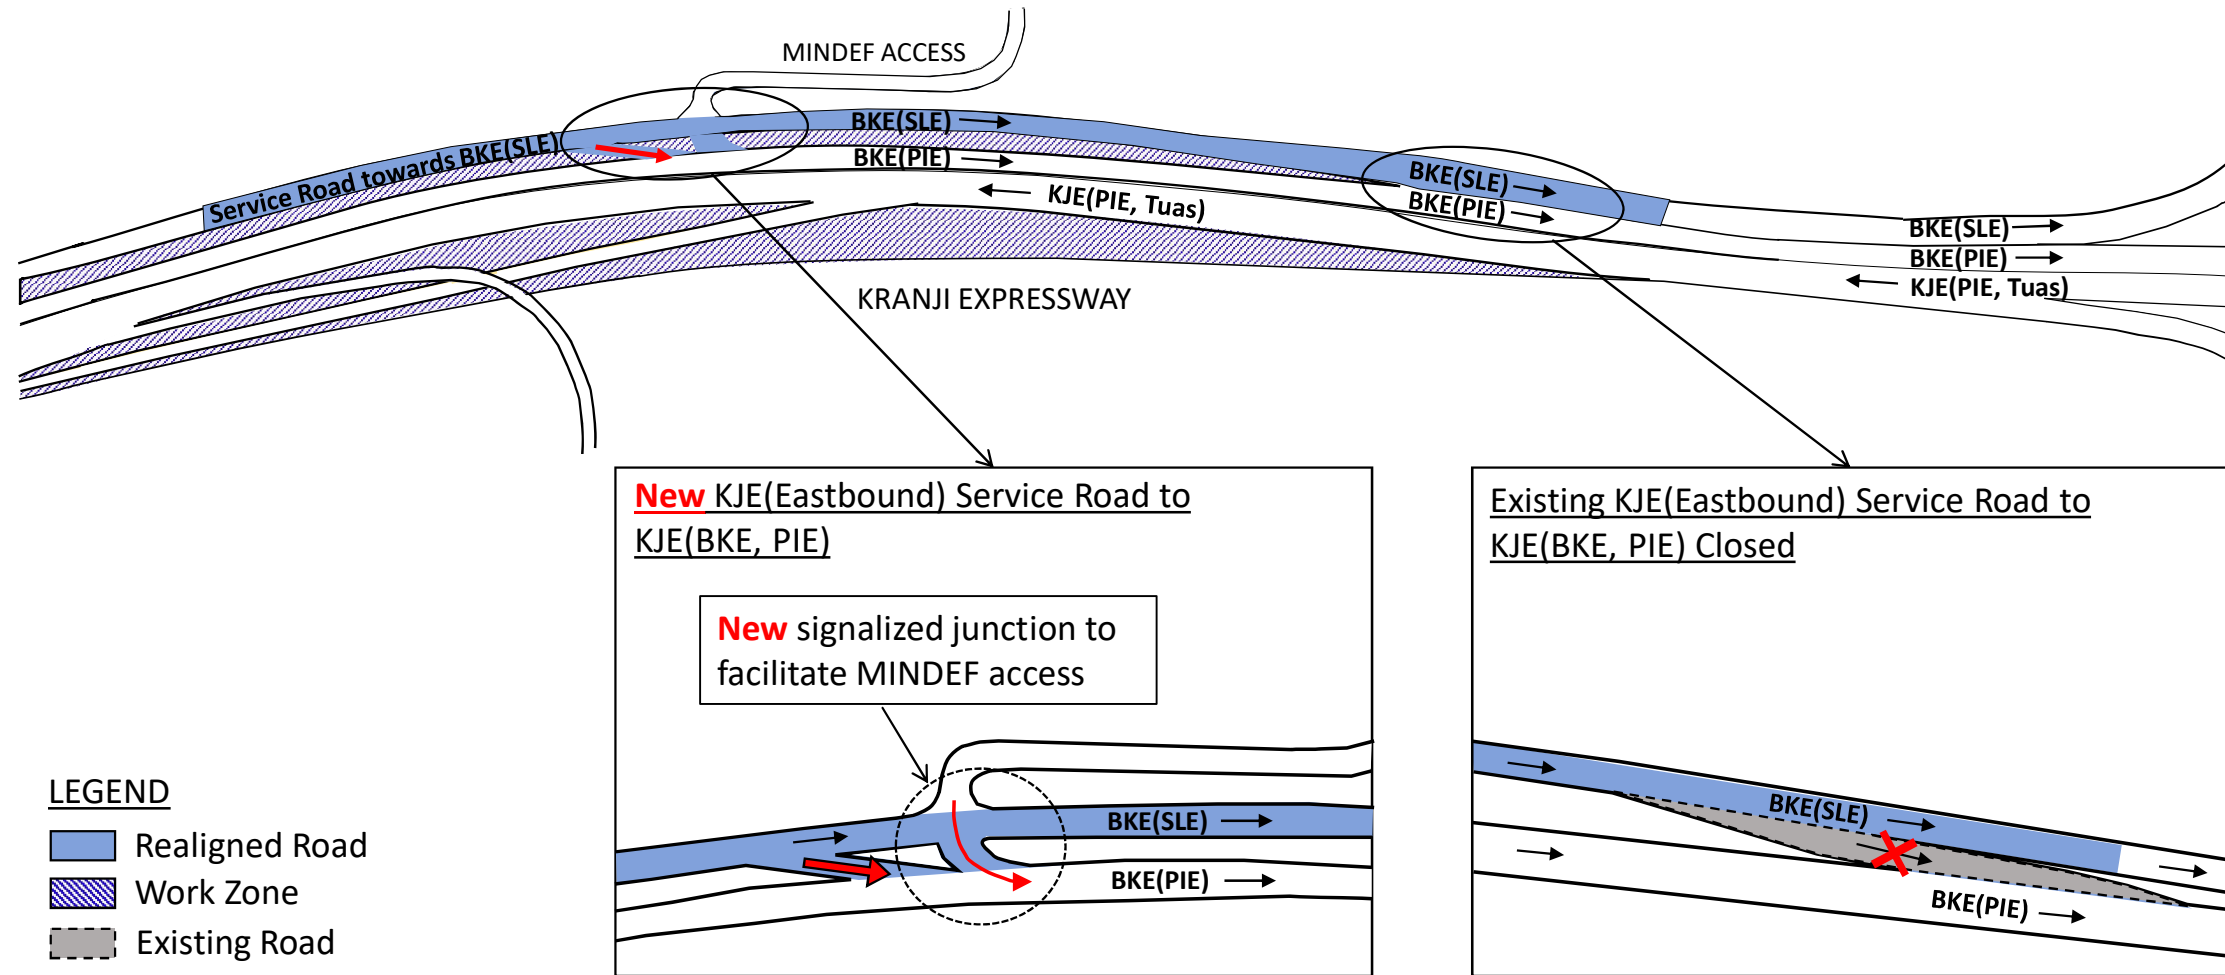 MINDEF ACCESS
Service Road towards BKE(SLE)
BKE(SLE)
BKE(PIE)
KJE(PIE, Tuas)
BKE(SLE)
BKE(PIE)
BKE(SLE)
BKE(PIE)
KJE(PIE, Tuas)
KRANJI EXPRESSWAY
New KJE(Eastbound) Service Road to
KJE(BKE, PIE)
New signalized junction to
facilitate MINDEF access
BKE(SLE)
BKE(PIE)
Existing KJE(Eastbound) Service Road to
KJE(BKE, PIE) Closed
BKE(SLE)
BKE(PIE)
LEGEND
Realigned Road
Work Zone
Existing Road